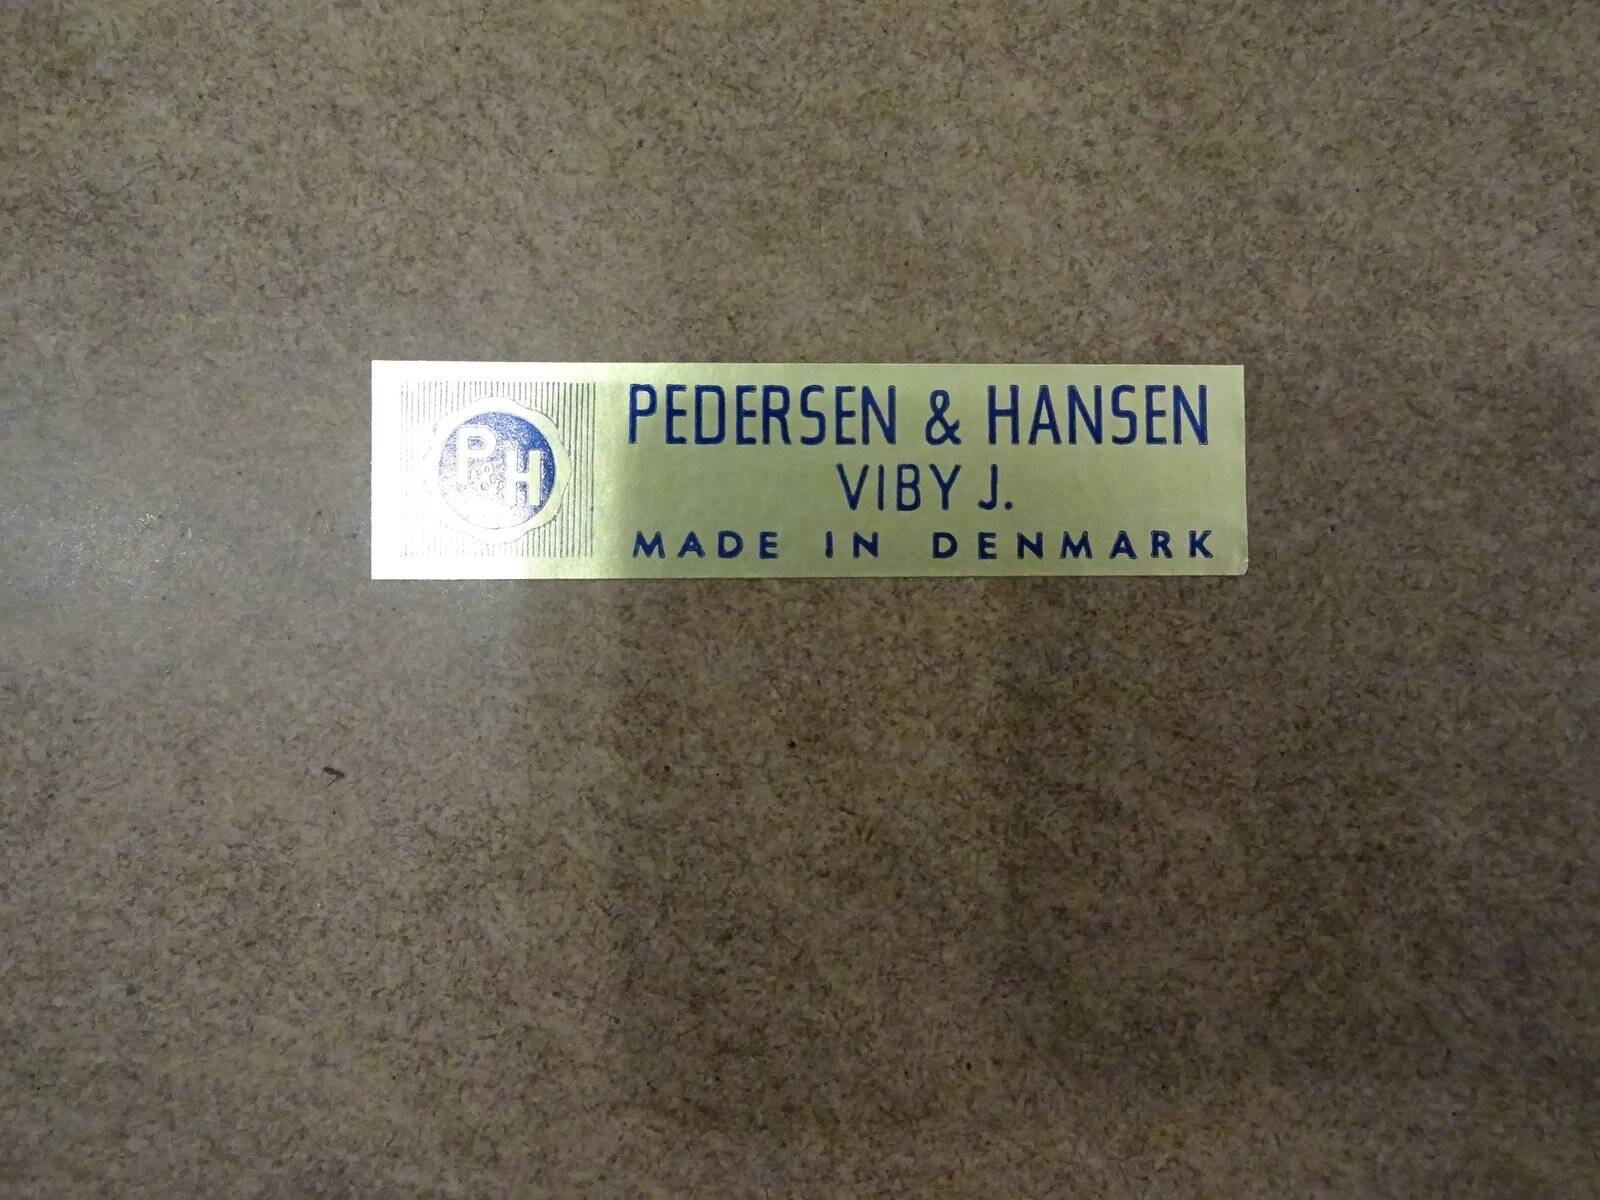 P&H
PEDERSEN & HANSEN
VIBY J.
MADE IN DENMARK